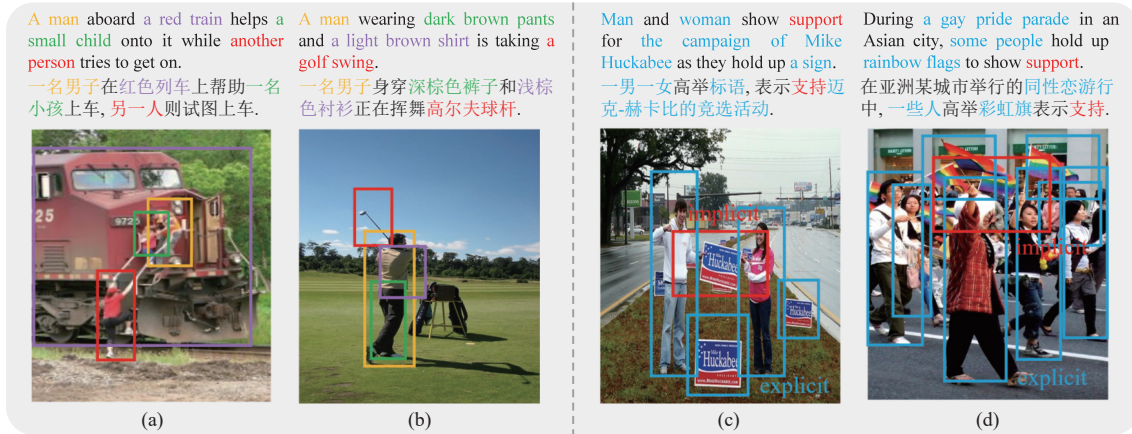 A man aboard a red train helps a
small child onto it while another
person tries to get on.
一名男子在红色列车上帮助一名
小孩上车, 另一人则试图上车.
A man wearing dark brown pants
and a light brown shirt is taking a
golf swing.
一名男子身穿深棕色裤子和浅棕
色衬衫正在挥舞高尔夫球杆.
Man and woman show support
for the campaign of Mike
Huckabee as they hold up a sign.
一男一女高举标语, 表示支持迈
克-赫卡比的竞选活动.
During a gay pride parade in an
Asian city, some people hold up
rainbow flags to show support.
在亚洲某城市举行的同性恋游行
中, 一些人高举彩虹旗表示支持.
25
972
implicit
Huckabee
Huckabee
Huckabee
explicit
implicit
explicit
(a)
(b)
(c)
(d)